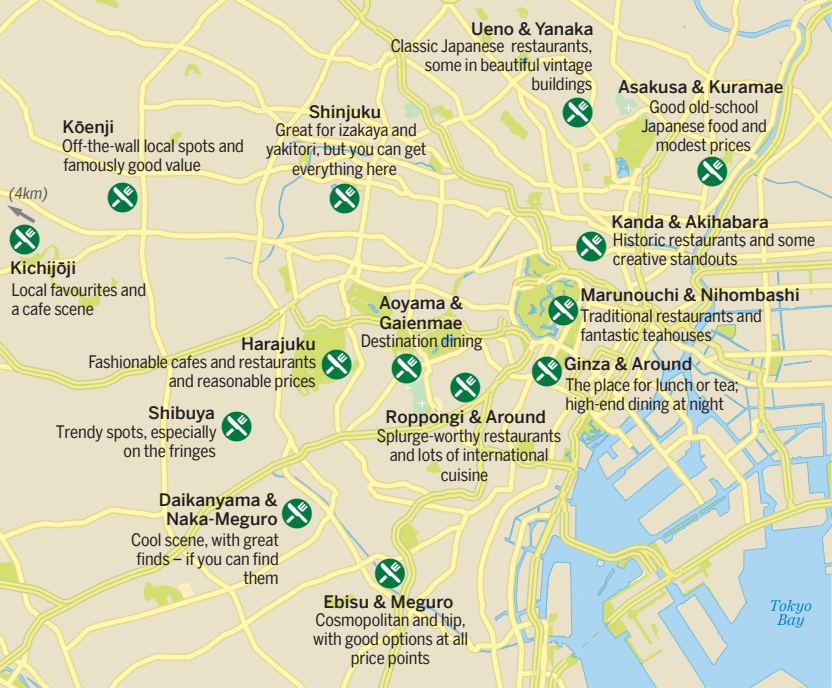 Ueno & Yanaka
Classic Japanese restaurants,
some in beautiful vintage
buildings
Asakusa & Kuramae
Good old-school
Japanese food and
modest prices
Shinjuku
Great for izakaya and
yakitori, but you can get
everything here
Kōenji
Off-the-wall local spots and
famously good value
(4km)
Kichijōji
Local favourites and
a cafe scene
Kanda & Akihabara
Historic restaurants and some
creative standouts
Marunouchi & Nihombashi
Traditional restaurants and
fantastic teahouses
Aoyama &
Gaienmae
Destination dining
Harajuku
Fashionable cafes and restaurants
and reasonable prices
Ginza & Around
The place for lunch or tea;
high-end dining at night
Shibuya
Trendy spots, especially
on the fringes
Roppongi & Around
Splurge-worthy restaurants
and lots of international
cuisine
Daikanyama &
Naka-Meguro
Cool scene, with great
finds – if you can find
them
Ebisu & Meguro
Cosmopolitan and hip,
with good options at all
price points
Tokyo
Bay